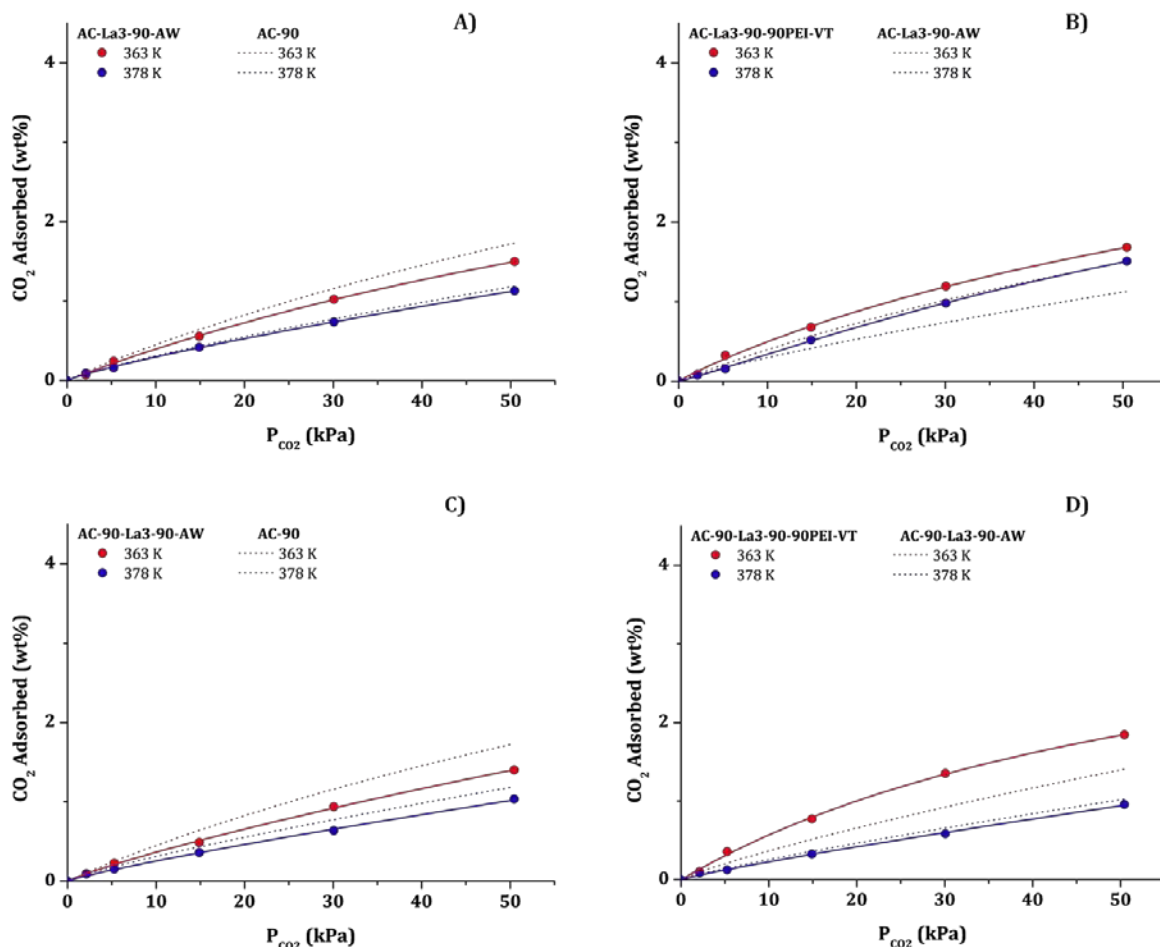 A)
AC-La3-90-AW AC-90
363 K 363 K
378 K 378 K
4
2
0
CO2 Adsorbed (wt%)
0 10 20 30 40 50
PCO2 (kPa)
B)
AC-La3-90-90PEI-VT AC-La3-90-AW
363 K 363 K
378 K 378 K
4
2
0
CO2 Adsorbed (wt%)
0 10 20 30 40 50
PCO2 (kPa)
C)
AC-90-La3-90-AW AC-90
363 K 363 K
378 K 378 K
4
2
0
CO2 Adsorbed (wt%)
0 10 20 30 40 50
PCO2 (kPa)
D)
AC-90-La3-90-90PEI-VT AC-90-La3-90-AW
363 K 363 K
378 K 378 K
4
2
0
CO2 Adsorbed (wt%)
0 10 20 30 40 50
PCO2 (kPa)